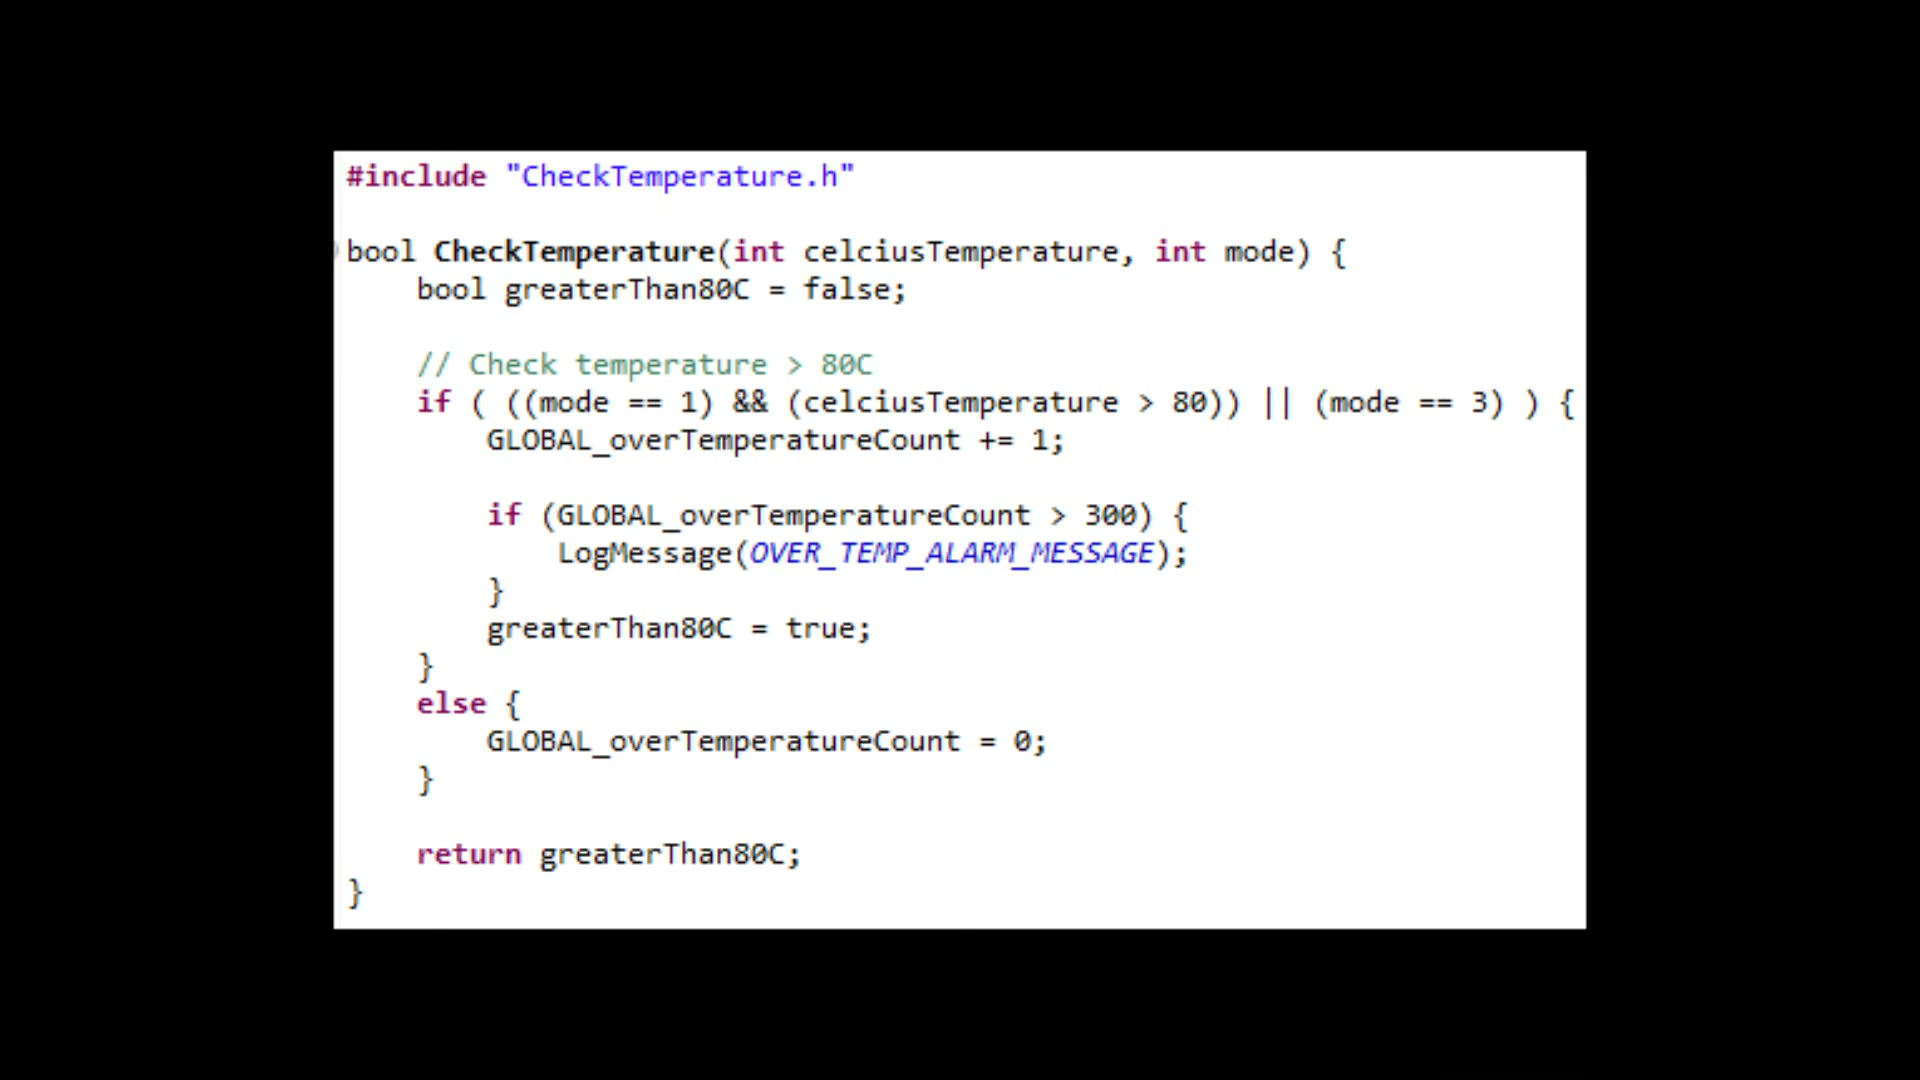 #include "CheckTemperature.h"
bool CheckTemperature(int celciusTemperature, int mode) {
bool greaterThan80C = false;
// Check temperature > 80C
if ( ((mode == 1) && (celciusTemperature > 80)) || (mode == 3) ) {
GLOBAL_overTemperatureCount += 1;
if (GLOBAL_overTemperatureCount > 300) {
LogMessage(OVER_TEMP_ALARM_MESSAGE);
}
greaterThan80C = true;
}
else {
GLOBAL_overTemperatureCount = 0;
}
return greaterThan80C;
}